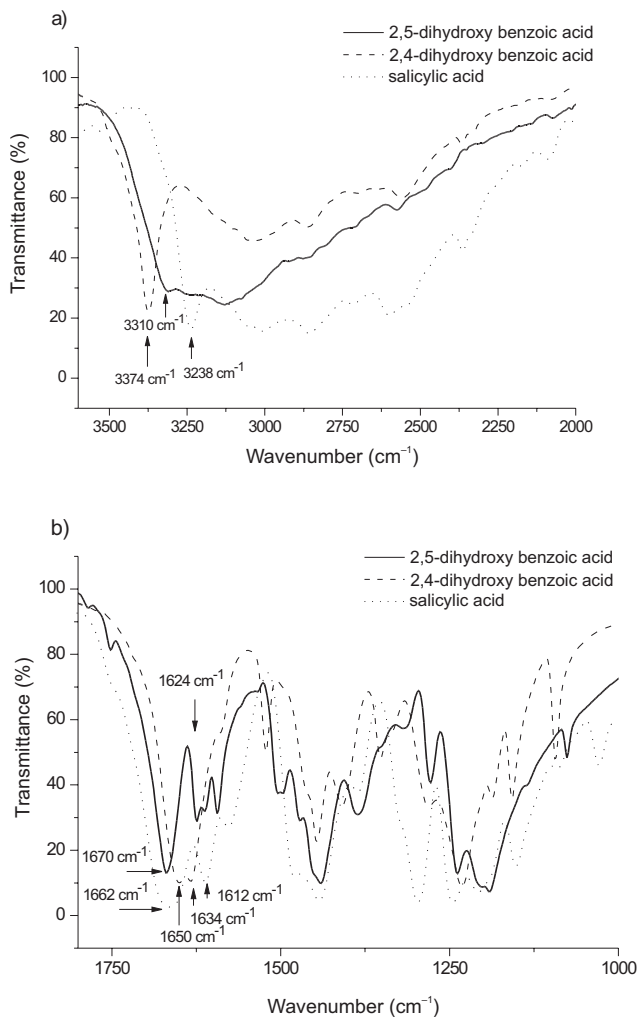 a)
2,5-dihydroxy benzoic acid
2,4-dihydroxy benzoic acid
salicylic acid
100
80
60
40
20
0
Transmittance (%)
3310 cm⁻¹
3374 cm⁻¹
3238 cm⁻¹
3500 3250 3000 2750 2500 2250 2000
Wavenumber (cm⁻¹)
b)
2,5-dihydroxy benzoic acid
2,4-dihydroxy benzoic acid
salicylic acid
100
80
60
40
20
0
Transmittance (%)
1624 cm⁻¹
1670 cm⁻¹
1662 cm⁻¹
1612 cm⁻¹
1634 cm⁻¹
1650 cm⁻¹
1750 1500 1250 1000
Wavenumber (cm⁻¹)